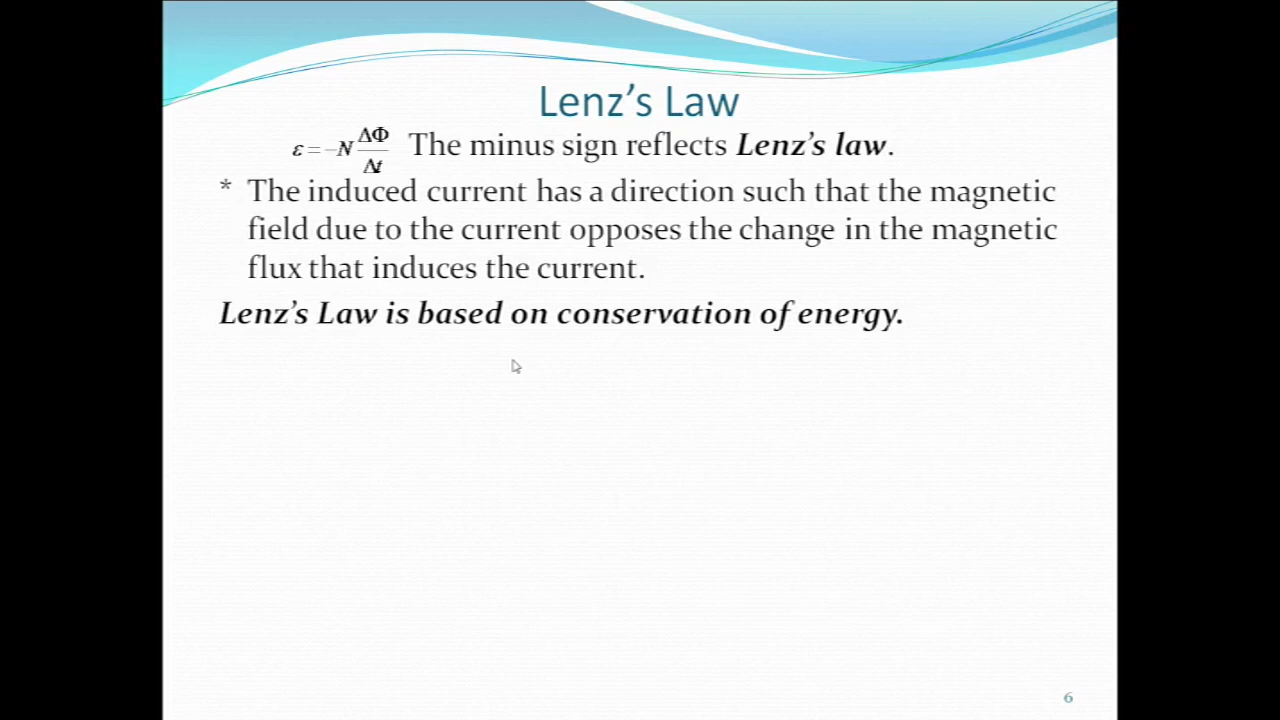 Lenz's Law
ε = −N ΔΦ/Δt The minus sign reflects Lenz's law.
* The induced current has a direction such that the magnetic
field due to the current opposes the change in the magnetic
flux that induces the current.
Lenz's Law is based on conservation of energy.
6